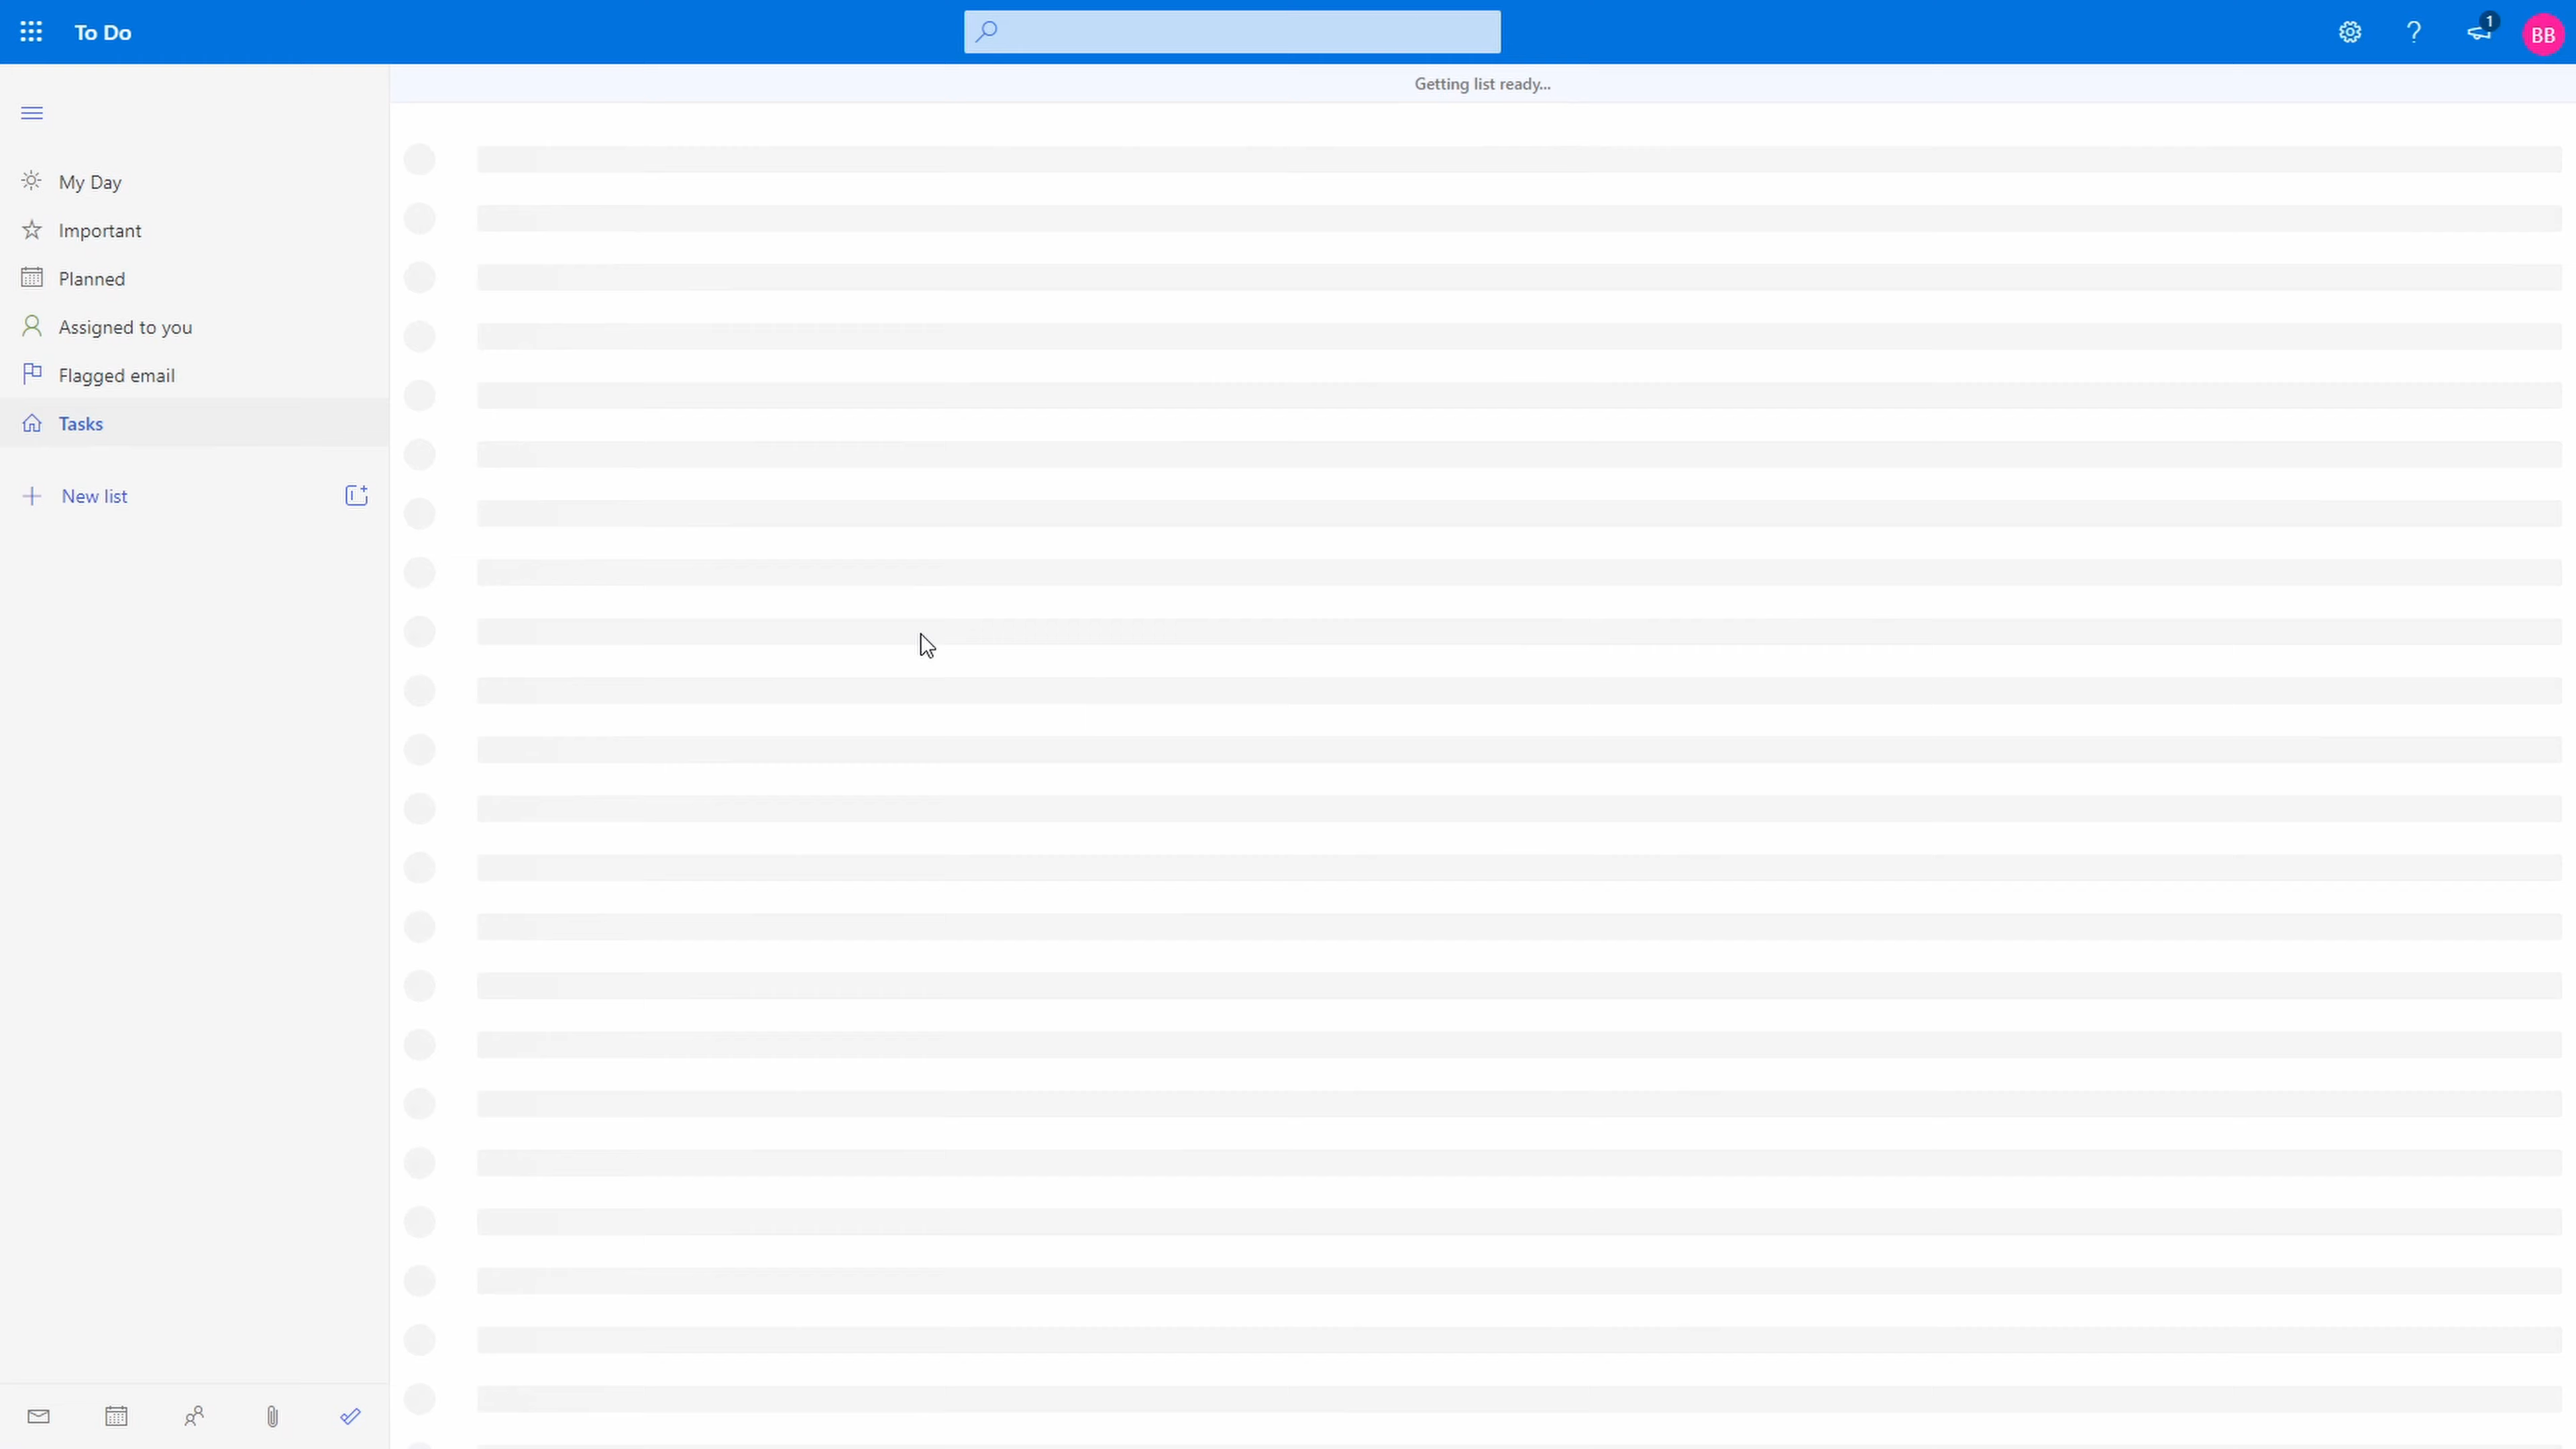 To Do
1
BB
Getting list ready...
My Day
Important
Planned
Assigned to you
Flagged email
Tasks
New list